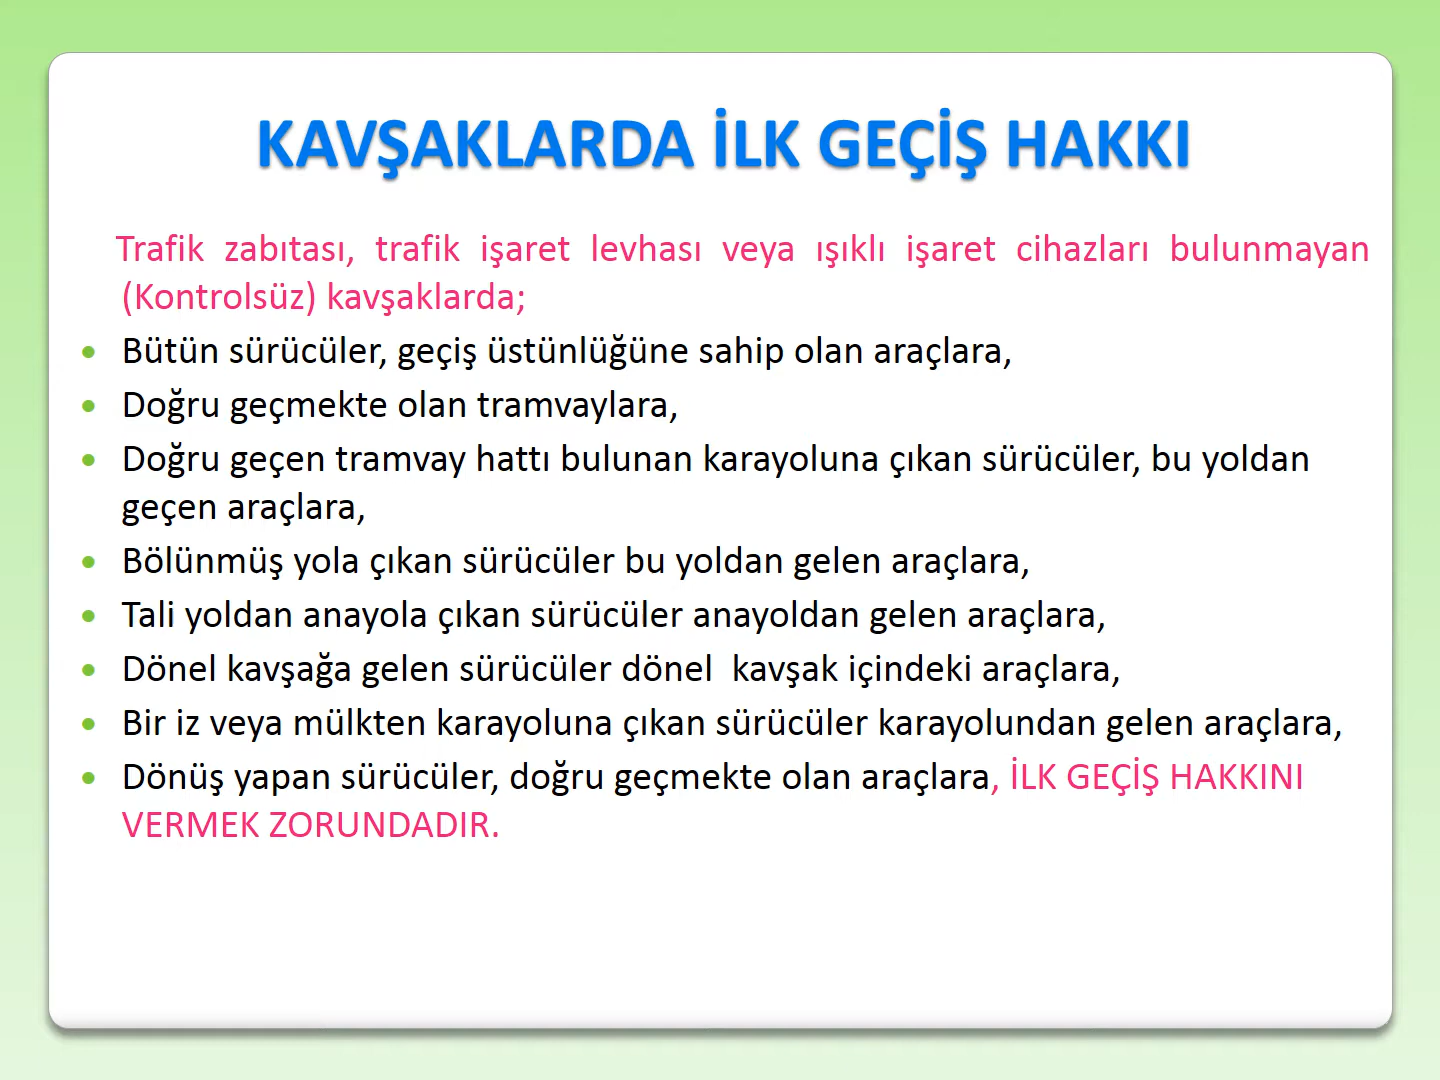 KAVŞAKLARDA İLK GEÇİŞ HAKKI
Trafik zabıtası, trafik işaret levhası veya ışıklı işaret cihazları bulunmayan
(Kontrolsüz) kavşaklarda;
• Bütün sürücüler, geçiş üstünlüğüne sahip olan araçlara,
• Doğru geçmekte olan tramvaylara,
• Doğru geçen tramvay hattı bulunan karayoluna çıkan sürücüler, bu yoldan
geçen araçlara,
• Bölünmüş yola çıkan sürücüler bu yoldan gelen araçlara,
• Tali yoldan anayola çıkan sürücüler anayoldan gelen araçlara,
• Dönel kavşağa gelen sürücüler dönel  kavşak içindeki araçlara,
• Bir iz veya mülkten karayoluna çıkan sürücüler karayolundan gelen araçlara,
• Dönüş yapan sürücüler, doğru geçmekte olan araçlara, İLK GEÇİŞ HAKKINI
VERMEK ZORUNDADIR.